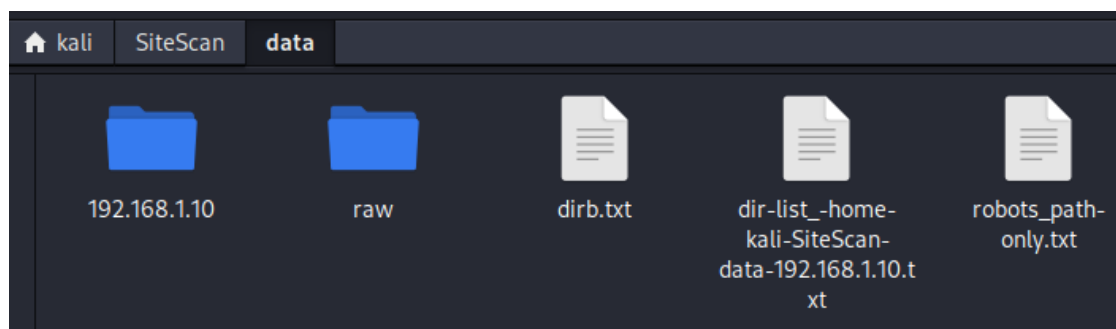 kali SiteScan data
192.168.1.10 raw dirb.txt dir-list_-home- robots_path-
kali-SiteScan- only.txt
data-192.168.1.10.t
xt